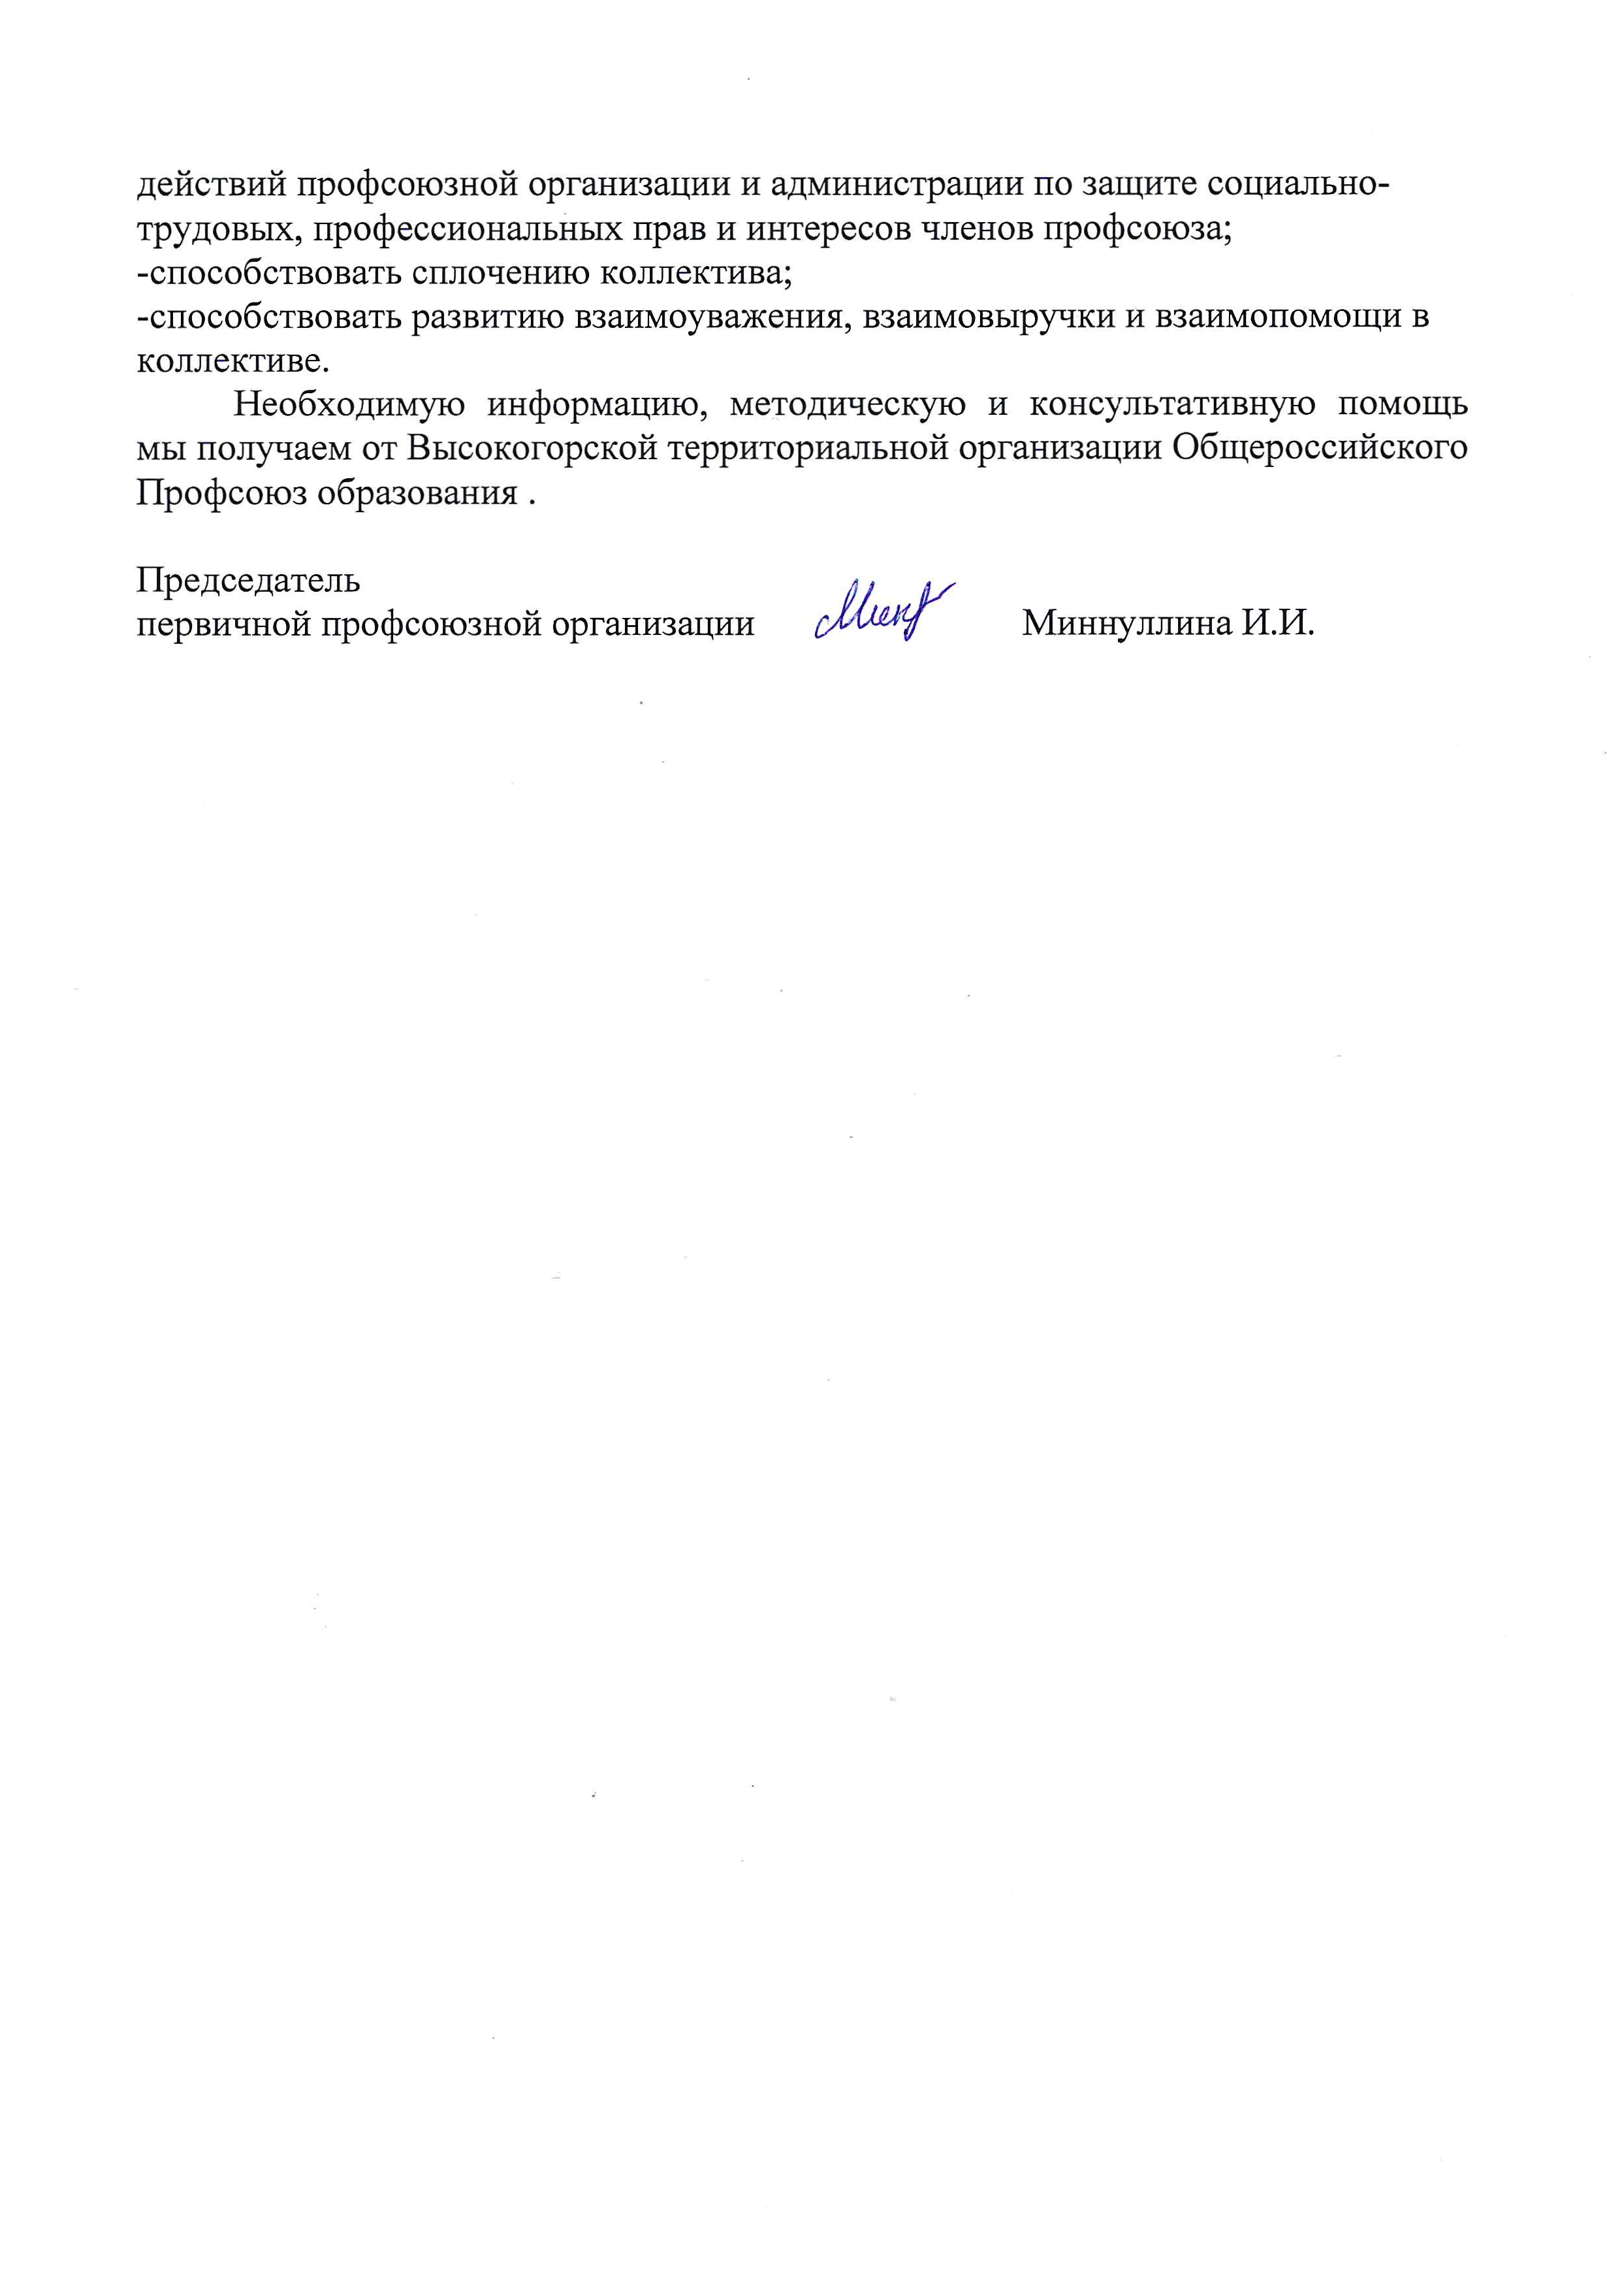 действий профсоюзной организации и администрации по защите социально-
трудовых, профессиональных прав и интересов членов профсоюза;
-способствовать сплочению коллектива;
-способствовать развитию взаимоуважения, взаимовыручки и взаимопомощи в
коллективе.
Необходимую информацию, методическую и консультативную помощь
мы получаем от Высокогорской территориальной организации Общероссийского
Профсоюз образования .
Председатель
первичной профсоюзной организации Миннуллина И.И.